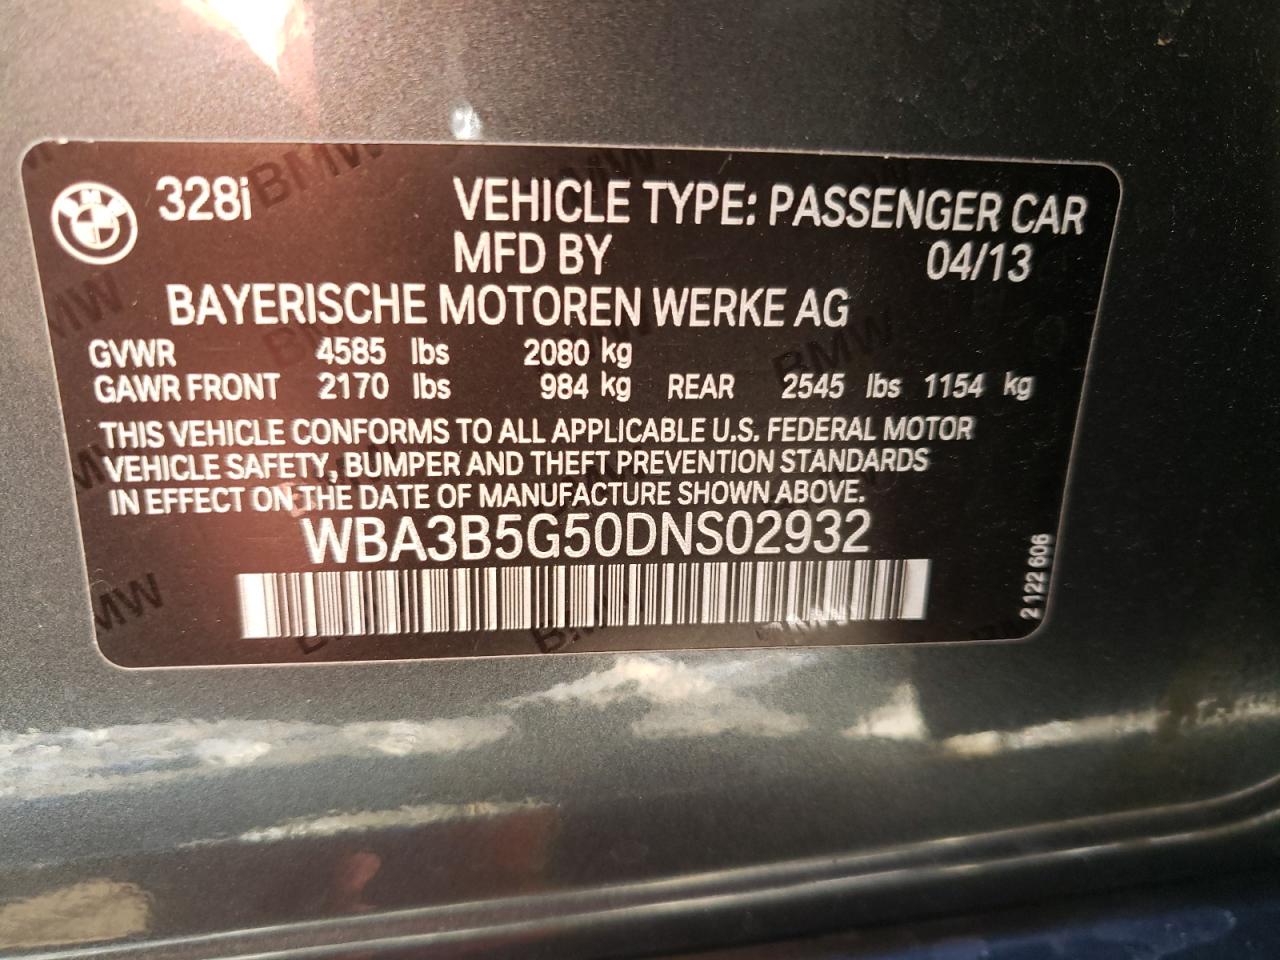 328i VEHICLE TYPE: PASSENGER CAR
MFD BY 04/13
BAYERISCHE MOTOREN WERKE AG
GVWR 4585 lbs 2080 kg
GAWR FRONT 2170 lbs 984 kg REAR 2545 lbs 1154 kg
THIS VEHICLE CONFORMS TO ALL APPLICABLE U.S. FEDERAL MOTOR
VEHICLE SAFETY, BUMPER AND THEFT PREVENTION STANDARDS
IN EFFECT ON THE DATE OF MANUFACTURE SHOWN ABOVE.
WBA3B5G50DNS02932
2 122 606